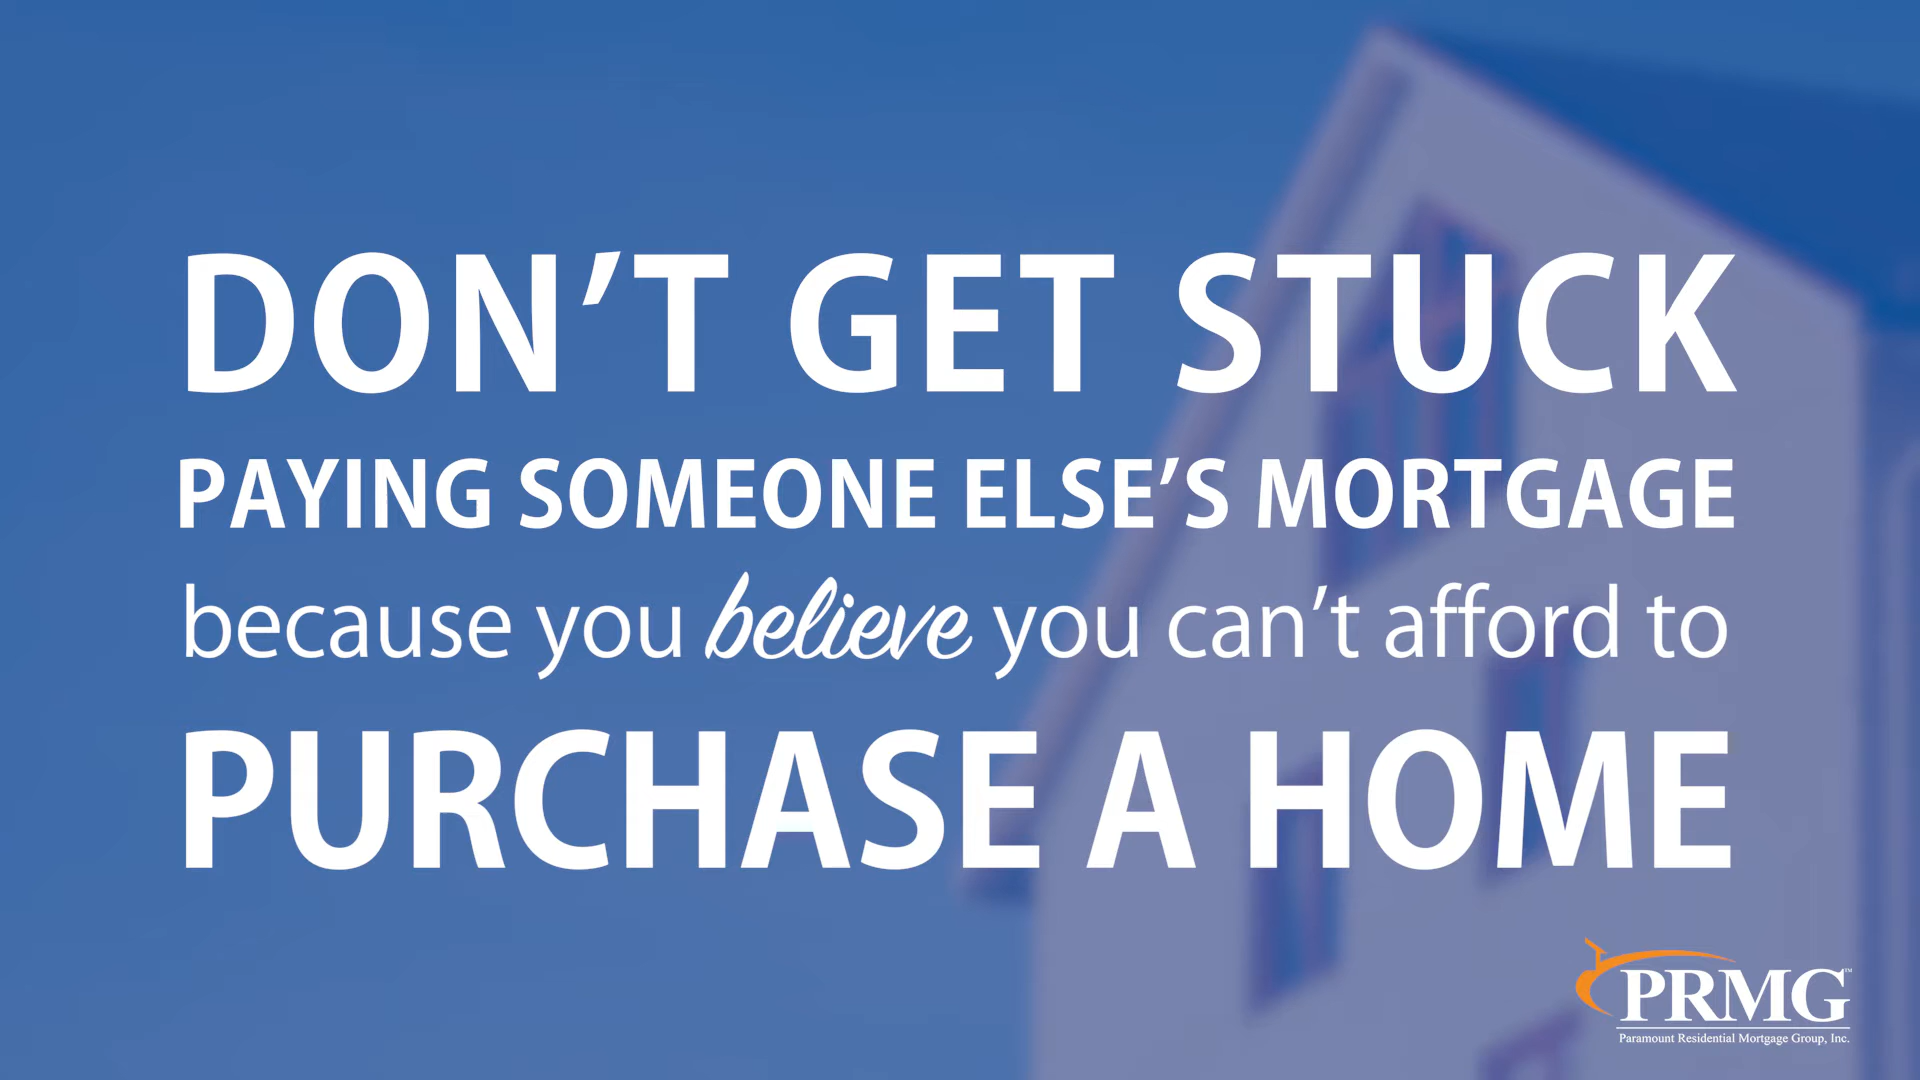 DON’T GET STUCK
PAYING SOMEONE ELSE’S MORTGAGE
because you believe you can’t afford to
PURCHASE A HOME
PRMG™
Paramount Residential Mortgage Group, Inc.